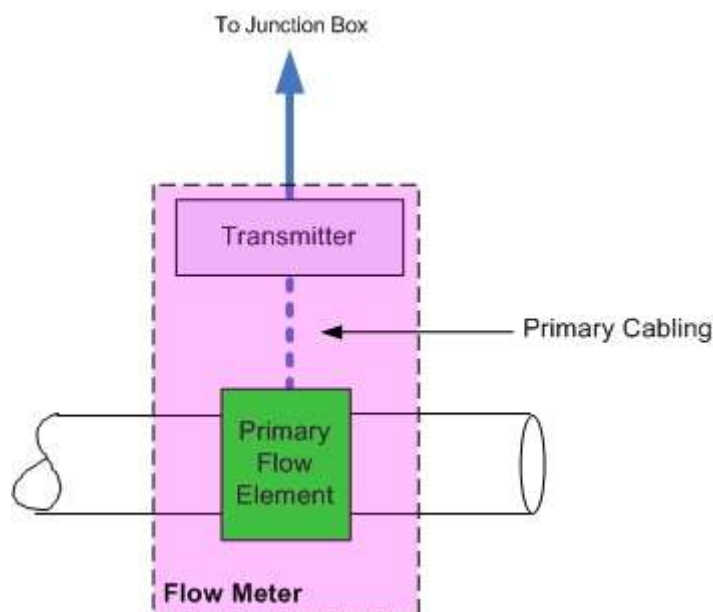 To Junction Box
Transmitter
Primary Cabling
Primary
Flow
Element
Flow Meter